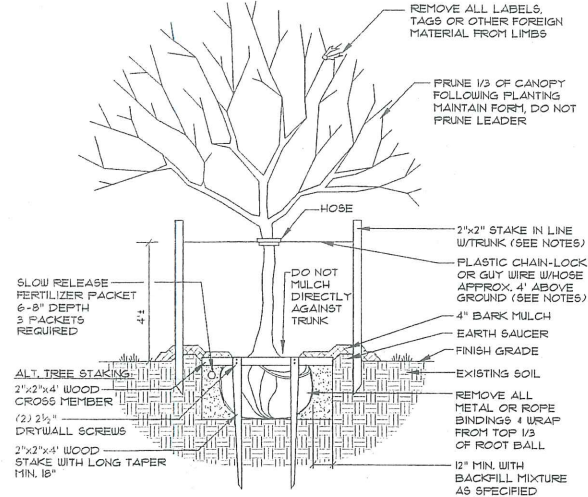 REMOVE ALL LABELS,
TAGS OR OTHER FOREIGN
MATERIAL FROM LIMBS
PRUNE 1/3 OF CANOPY
FOLLOWING PLANTING
MAINTAIN FORM, DO NOT
PRUNE LEADER
HOSE
2"x2" STAKE IN LINE
W/TRUNK (SEE NOTES)
PLASTIC CHAIN-LOCK
OR GUY WIRE W/HOSE
APPROX. 4' ABOVE
GROUND (SEE NOTES)
4" BARK MULCH
EARTH SAUCER
FINISH GRADE
EXISTING SOIL
REMOVE ALL
METAL OR ROPE
BINDINGS & WRAP
FROM TOP 1/3
OF ROOT BALL
12" MIN. WITH
BACKFILL MIXTURE
AS SPECIFIED
DO NOT
MULCH
DIRECTLY
AGAINST
TRUNK
4'±
SLOW RELEASE
FERTILIZER PACKET
6-8" DEPTH
3 PACKETS
REQUIRED
ALT. TREE STAKING:
2"x2"x4' WOOD
CROSS MEMBER
(2) 2½"
DRYWALL SCREWS
2"x2"x4' WOOD
STAKE WITH LONG TAPER
MIN. 18"